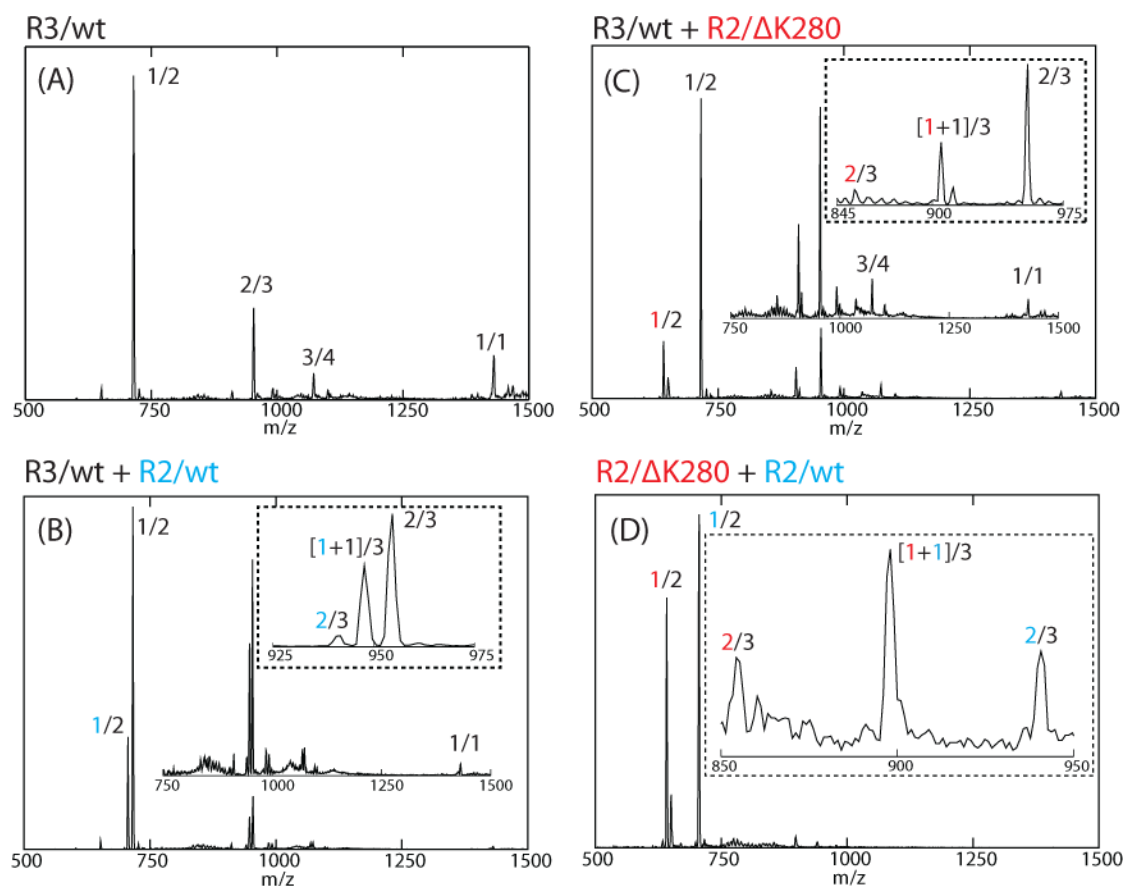 R3/wt
(A)
1/2
2/3
3/4
1/1
500 750 1000 1250 1500
m/z
R3/wt + R2/ΔK280
(C)
1/2
1/2
2/3
[1+1]/3
2/3
845 900 975
3/4
1/1
750 1000 1250 1500
500 750 1000 1250 1500
m/z
R3/wt + R2/wt
(B)
1/2
1/2
2/3
[1+1]/3
2/3
925 950 975
1/1
750 1000 1250 1500
500 750 1000 1250 1500
m/z
R2/ΔK280 + R2/wt
(D)
1/2
1/2
[1+1]/3
2/3
2/3
850 900 950
500 750 1000 1250 1500
m/z